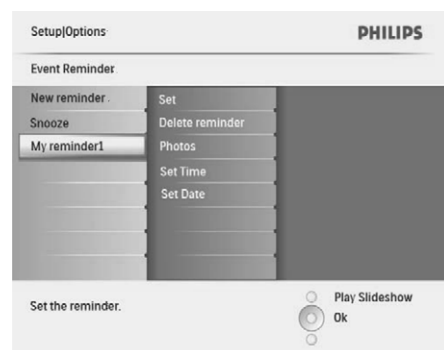 Setup|Options
PHILIPS
Event Reminder
New reminder
Set
Snooze
Delete reminder
My reminder1
Photos
Set Time
Set Date
Set the reminder.
Play Slideshow
Ok